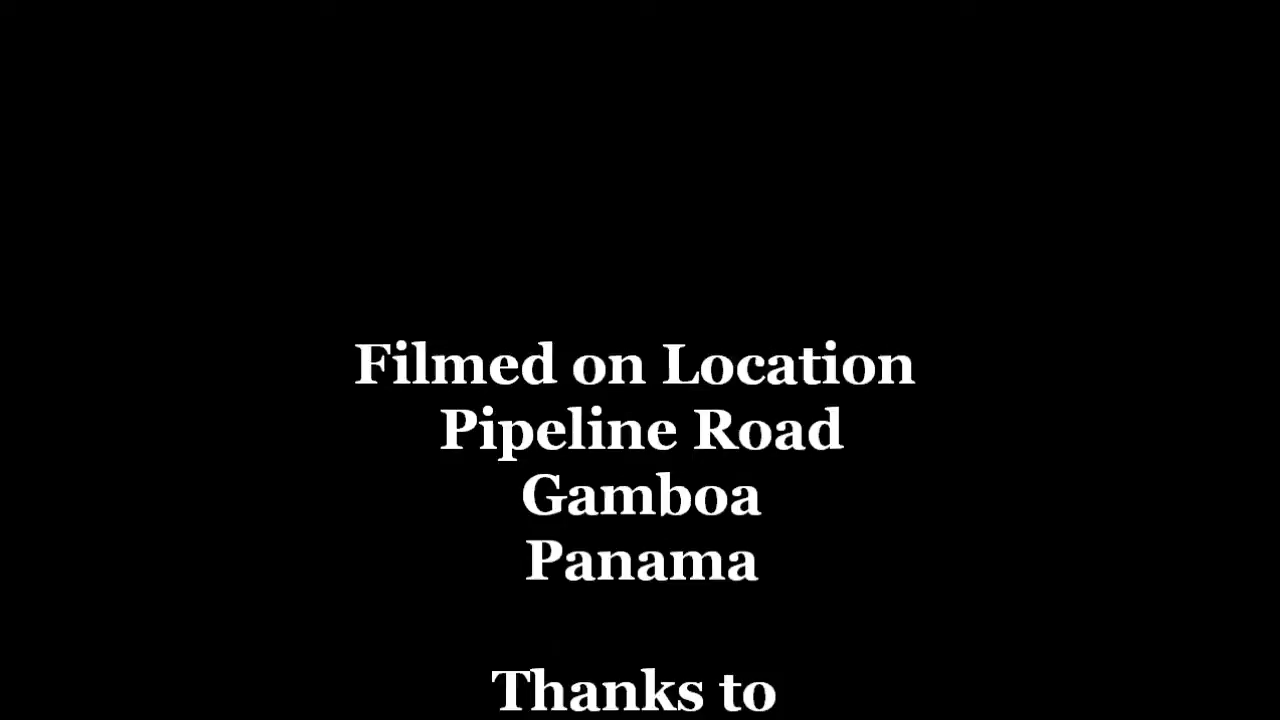 Filmed on Location
Pipeline Road
Gamboa
Panama
Thanks to